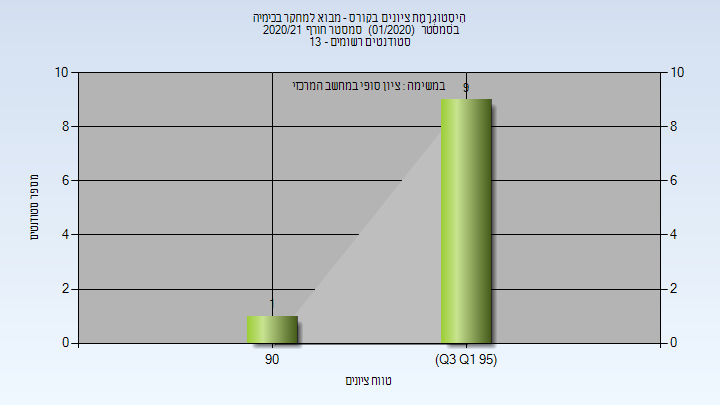 היסטוגרמת ציונים בקורס - מבוא למחקר בכימיה
בסמסטר (01/2020) סמסטר חורף 2020/21
סטודנטים רשומים - 13
במשימה : ציון סופי במחשב המרכזי
10 10
8 8
6 6
4 4
2 2
0 0
9
1
מספר סטודנטים
90 (Q3 Q1 95)
טווח ציונים